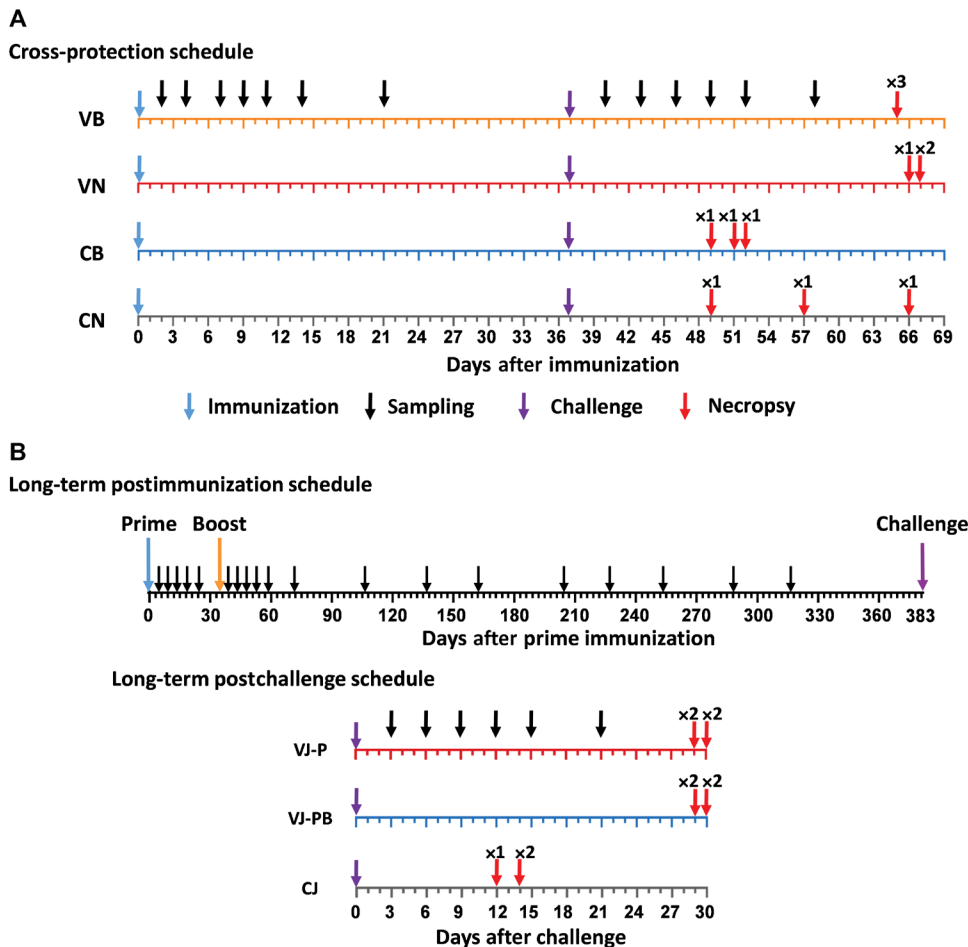 A
Cross-protection schedule
×3
VB
×1 ×2
VN
×1 ×1 ×1
CB
×1 ×1 ×1
CN
0 3 6 9 12 15 18 21 24 27 30 33 36 39 42 45 48 51 54 57 60 63 66 69
Days after immunization
Immunization Sampling Challenge Necropsy
B
Long-term postimmunization schedule
Prime Boost Challenge
0 30 60 90 120 150 180 210 240 270 300 330 360 383
Days after prime immunization
Long-term postchallenge schedule
×2 ×2
VJ-P
×2 ×2
VJ-PB
×1 ×2
CJ
0 3 6 9 12 15 18 21 24 27 30
Days after challenge